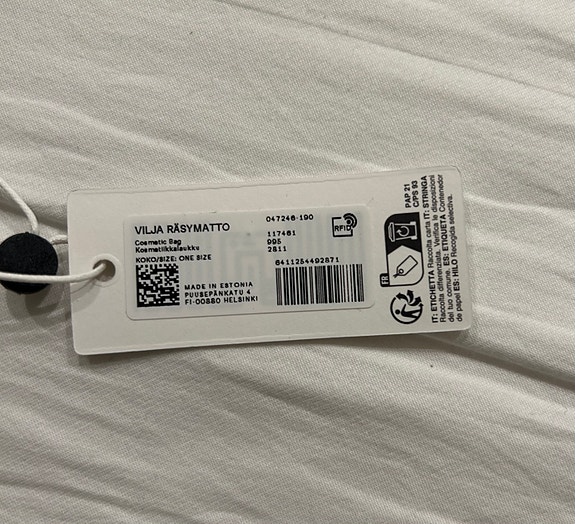 VILJA RÄSYMATTO
Cosmetic Bag
Kosmetiikkalaukku
KOKO/SIZE: ONE SIZE
MADE IN ESTONIA
PUUSEPÄNKATU 4
FI-00880 HELSINKI
047246-190
117461
995
2811
6411254492871
RFID
FR
PAP 21
C/PS 93
IT: ETICHETTA Raccolta carta IT: STRINGA
Raccolta differenziata. Verifica le disposizioni
del tuo comune. ES: ETIQUETA Contenedor
de papel ES: HILO Recogida selectiva.